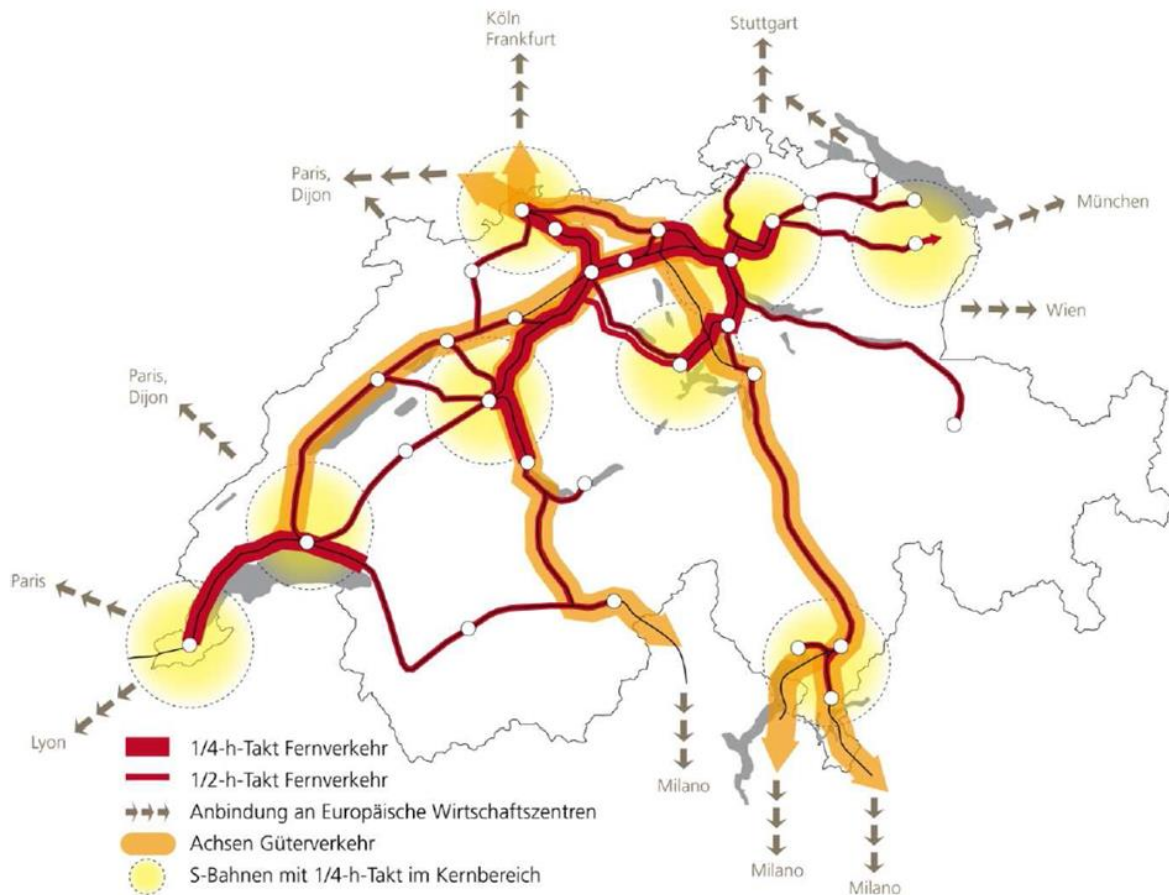 Köln
Frankfurt
Stuttgart
Paris,
Dijon
München
Wien
Paris,
Dijon
Paris
Lyon
Milano
Milano
Milano
1/4-h-Takt Fernverkehr
1/2-h-Takt Fernverkehr
Anbindung an Europäische Wirtschaftszentren
Achsen Güterverkehr
S-Bahnen mit 1/4-h-Takt im Kernbereich